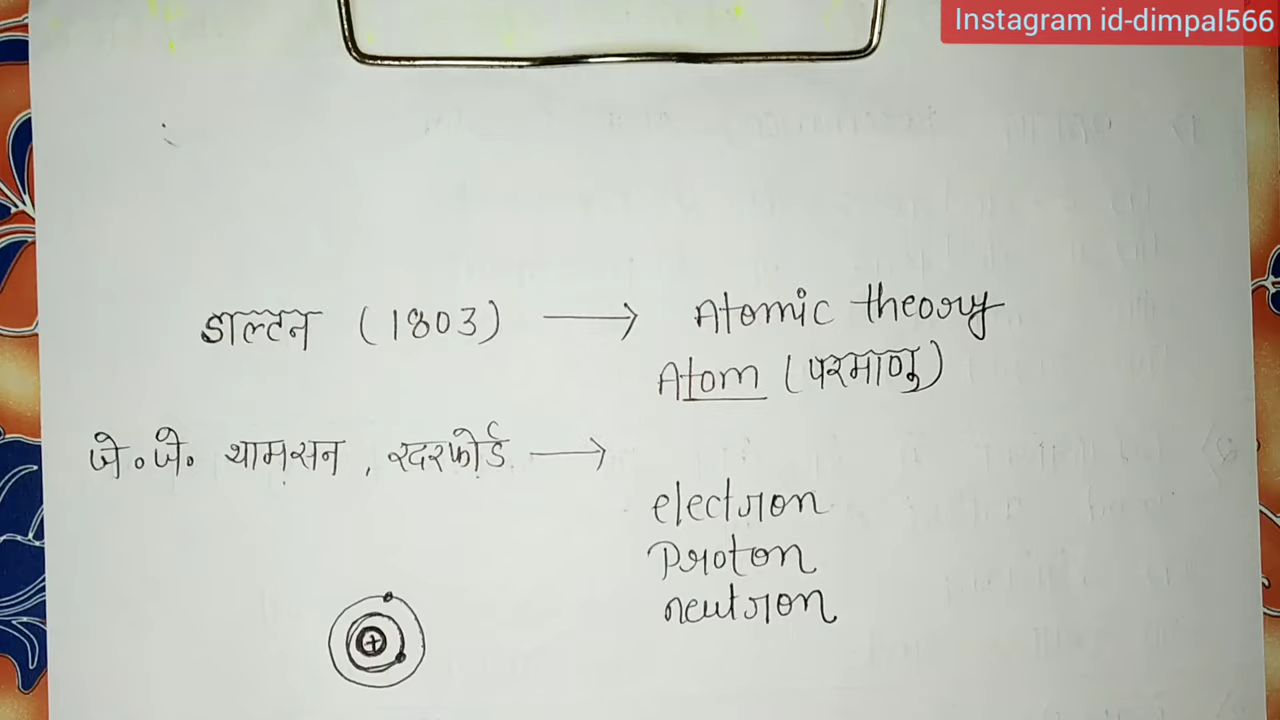 Instagram id-dimpal566
डाल्टन (1803) → Atomic theory
Atom (परमाणु)
जे॰जे॰ थामसन, रदरफोर्ड →
electron
Proton
neutron
+